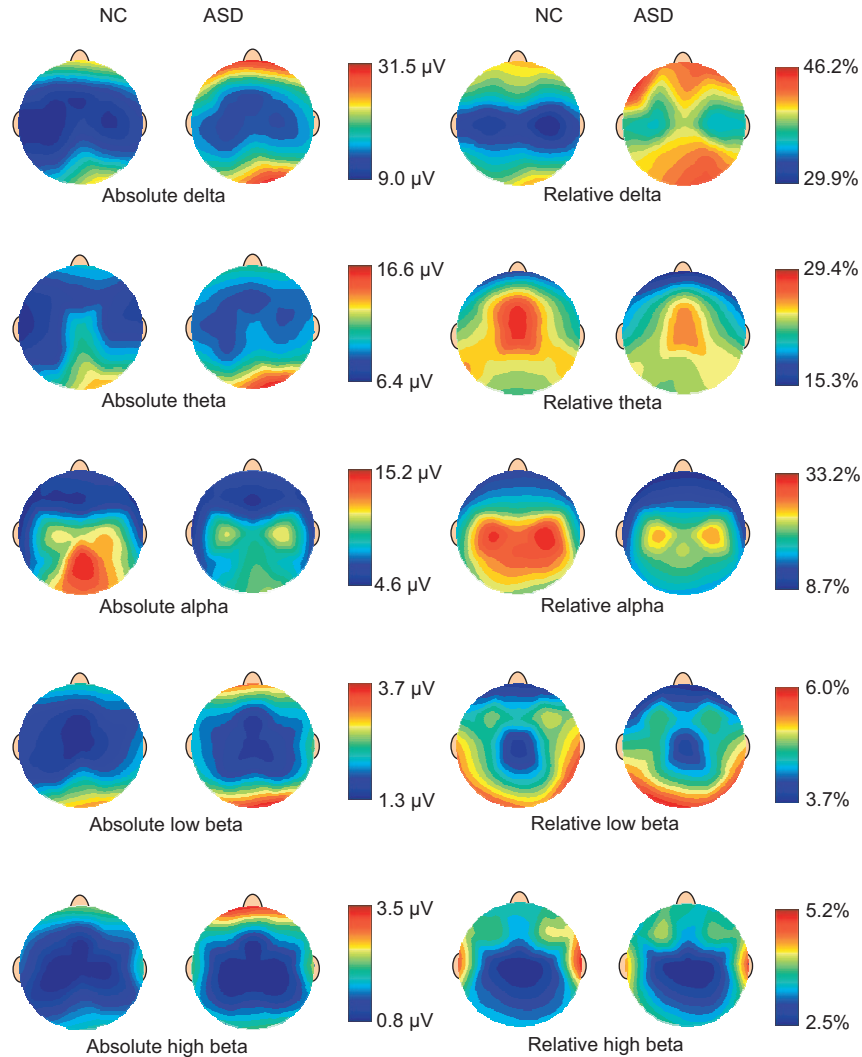 NC ASD NC ASD
31.5 µV 46.2%
9.0 µV 29.9%
Absolute delta Relative delta
16.6 µV 29.4%
6.4 µV 15.3%
Absolute theta Relative theta
15.2 µV 33.2%
4.6 µV 8.7%
Absolute alpha Relative alpha
3.7 µV 6.0%
1.3 µV 3.7%
Absolute low beta Relative low beta
3.5 µV 5.2%
0.8 µV 2.5%
Absolute high beta Relative high beta